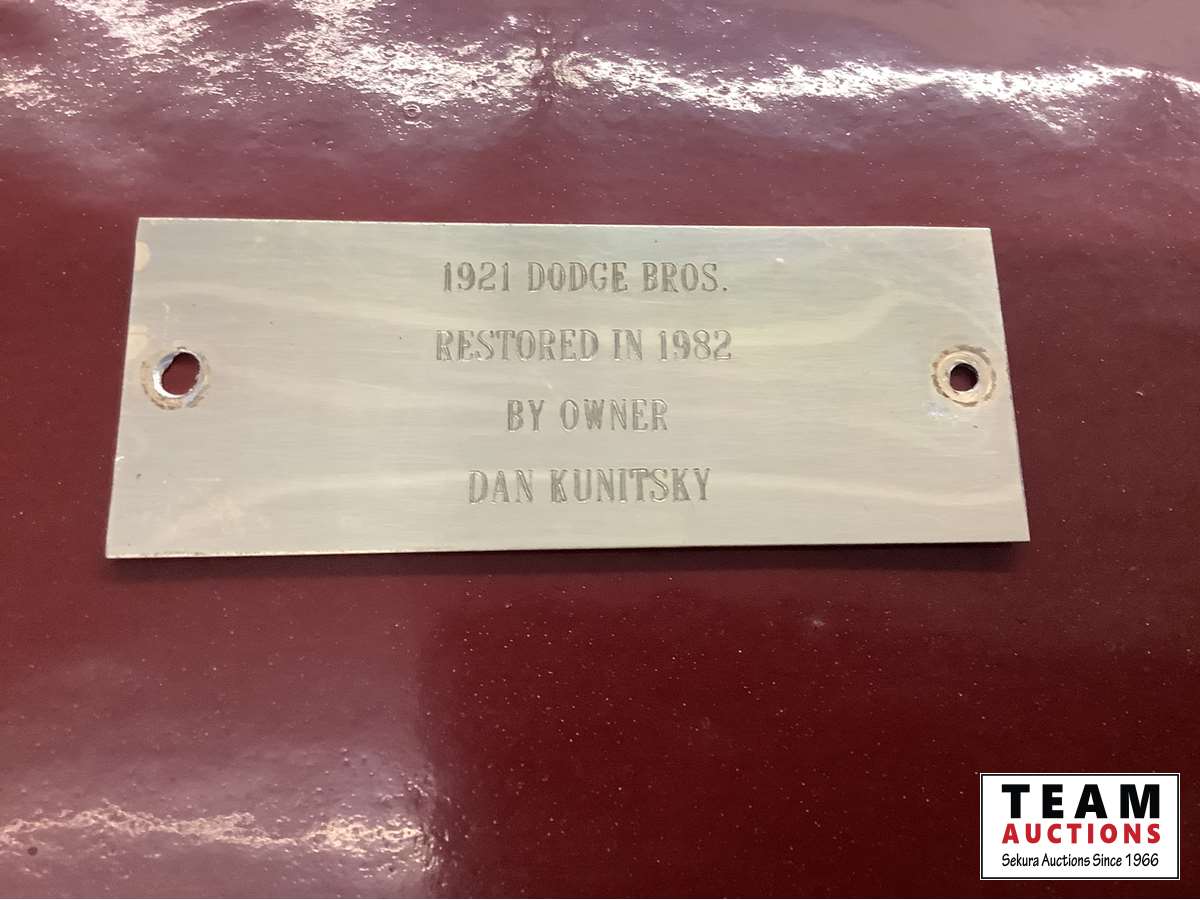 1921 DODGE BROS.
RESTORED IN 1982
BY OWNER
DAN KUNITSKY
TEAM
AUCTIONS
Sekura Auctions Since 1966